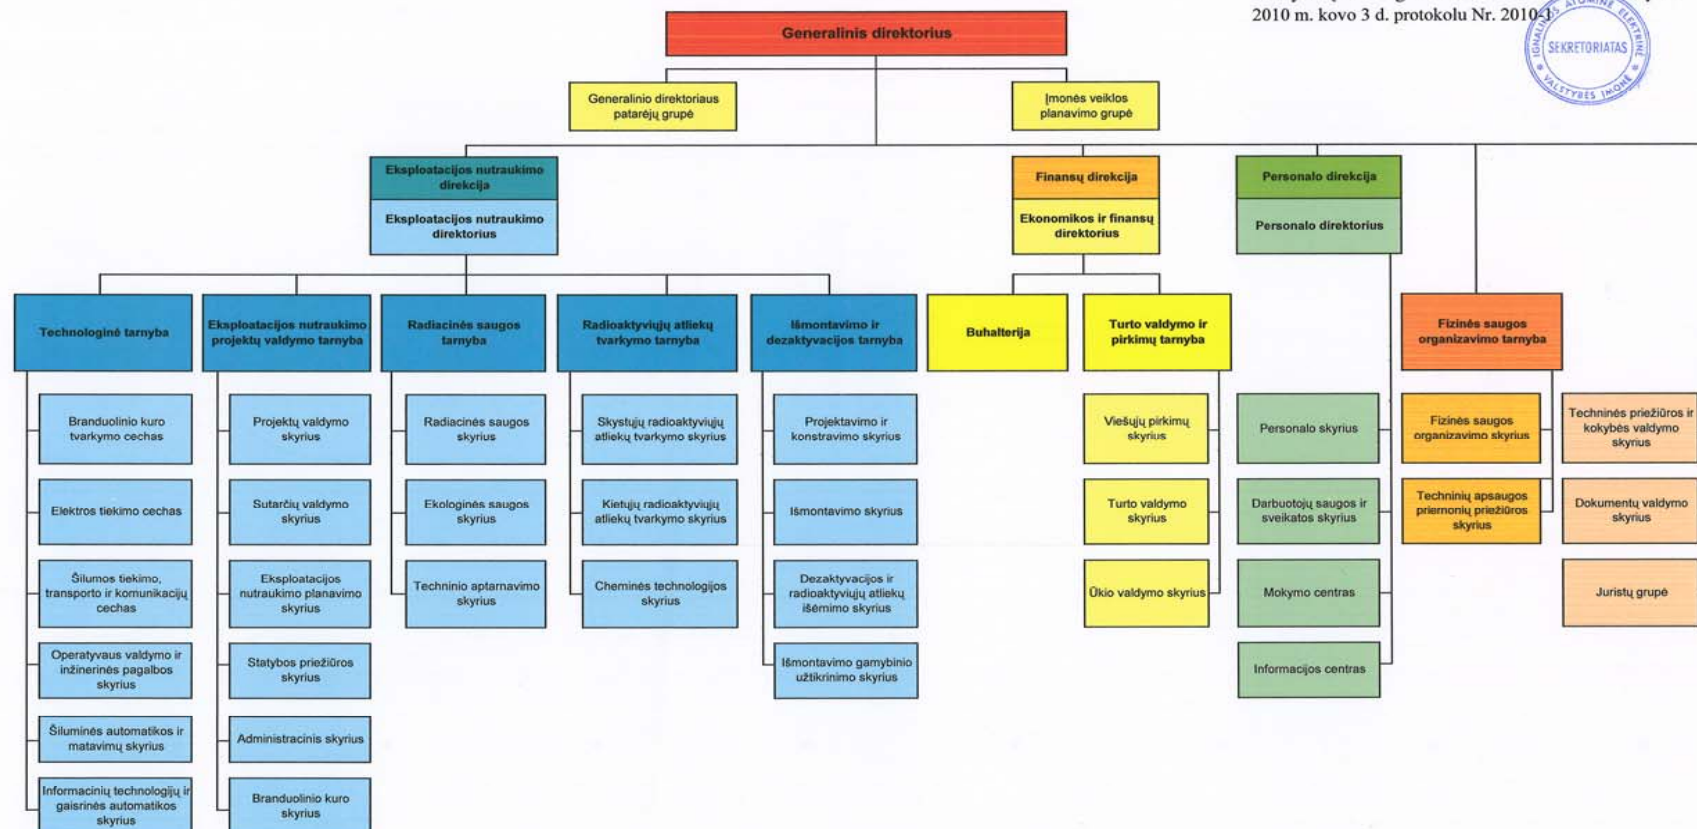 2010 m. kovo 3 d. protokolu Nr. 2010-1
IGNALINOS ATOMINĖ ELEKTRINĖ
SEKRETORIATAS
VALSTYBĖS ĮMONĖ
Generalinis direktorius
Generalinio direktoriaus
patarėjų grupė
Įmonės veiklos
planavimo grupė
Eksploatacijos nutraukimo
direkcija
Eksploatacijos nutraukimo
direktorius
Finansų direkcija
Ekonomikos ir finansų
direktorius
Personalo direkcija
Personalo direktorius
Technologinė tarnyba
Eksploatacijos nutraukimo
projektų valdymo tarnyba
Radiacinės saugos
tarnyba
Radioaktyviųjų atliekų
tvarkymo tarnyba
Išmontavimo ir
dezaktyvacijos tarnyba
Buhalterija
Turto valdymo ir
pirkimų tarnyba
Fizinės saugos
organizavimo tarnyba
Branduolinio kuro
tvarkymo cechas
Elektros tiekimo cechas
Šilumos tiekimo,
transporto ir komunikacijų
cechas
Operatyvaus valdymo ir
inžinerinės pagalbos
skyrius
Šiluminės automatikos ir
matavimų skyrius
Informacinių technologijų ir
gaisrinės automatikos
skyrius
Projektų valdymo
skyrius
Sutarčių valdymo
skyrius
Eksploatacijos
nutraukimo planavimo
skyrius
Statybos priežiūros
skyrius
Administracinis skyrius
Branduolinio kuro
skyrius
Radiacinės saugos
skyrius
Ekologinės saugos
skyrius
Techninio aptarnavimo
skyrius
Skystųjų radioaktyviųjų
atliekų tvarkymo skyrius
Kietųjų radioaktyviųjų
atliekų tvarkymo skyrius
Cheminės technologijos
skyrius
Projektavimo ir
konstravimo skyrius
Išmontavimo skyrius
Dezaktyvacijos ir
radioaktyviųjų atliekų
išėmimo skyrius
Išmontavimo gamybinio
užtikrinimo skyrius
Viešųjų pirkimų
skyrius
Turto valdymo
skyrius
Ūkio valdymo skyrius
Personalo skyrius
Darbuotojų saugos ir
sveikatos skyrius
Mokymo centras
Informacijos centras
Fizinės saugos
organizavimo skyrius
Techninių apsaugos
priemonių priežiūros
skyrius
Techninės priežiūros ir
kokybės valdymo
skyrius
Dokumentų valdymo
skyrius
Juristų grupė